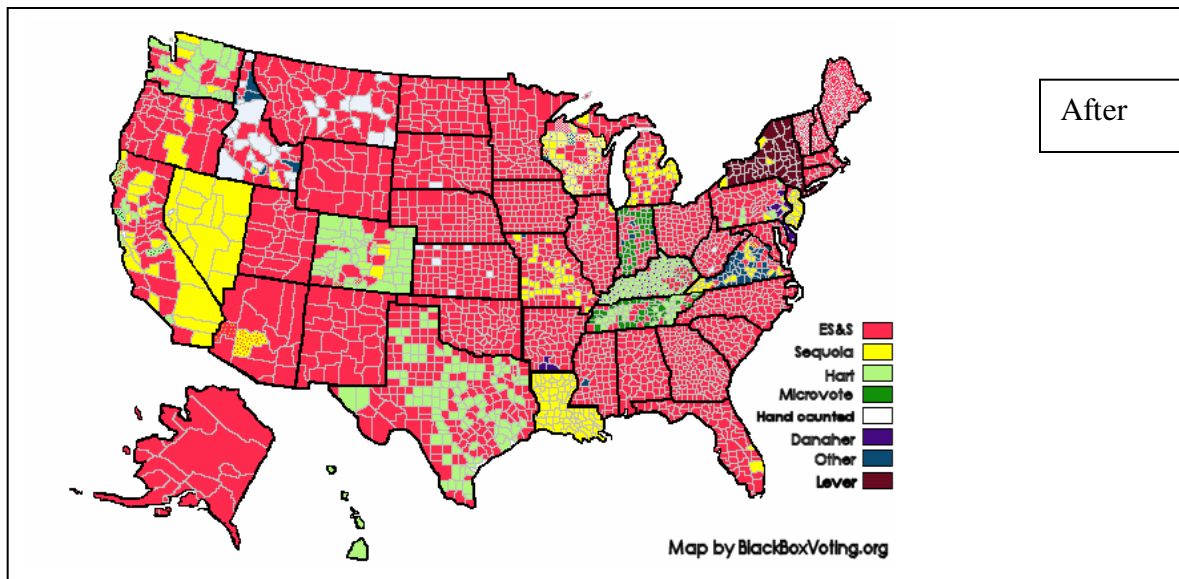 After
ES&S
Sequoia
Hart
Microvote
Hand counted
Danaher
Other
Lever
Map by BlackBoxVoting.org